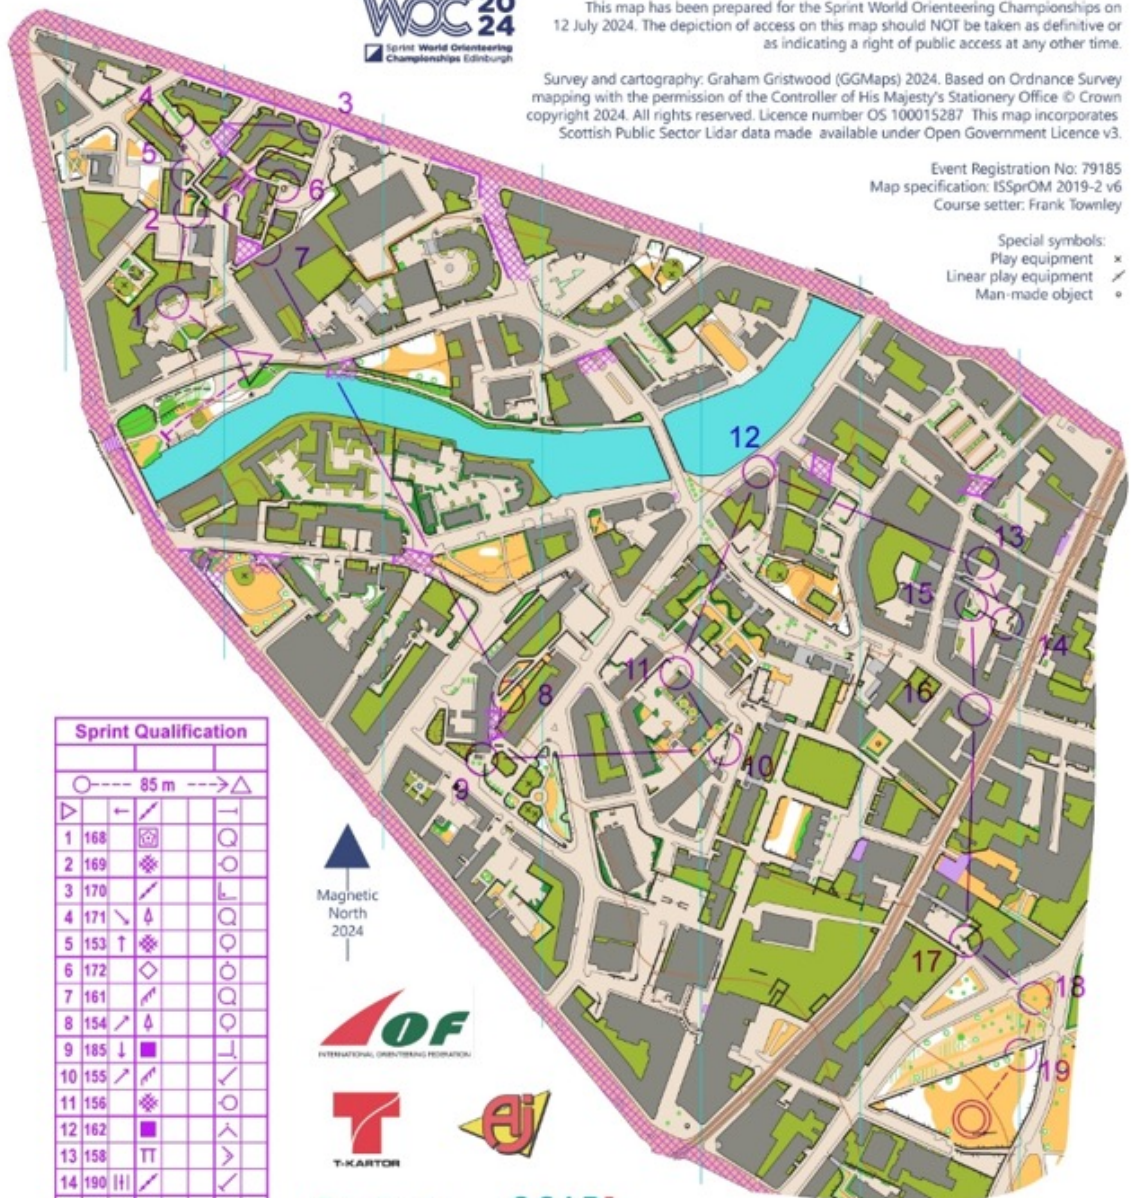 WOC 2024
Sprint World Orienteering
Championships Edinburgh
This map has been prepared for the Sprint World Orienteering Championships on
12 July 2024. The depiction of access on this map should NOT be taken as definitive or
as indicating a right of public access at any other time.
Survey and cartography: Graham Gristwood (GGMaps) 2024. Based on Ordnance Survey
mapping with the permission of the Controller of His Majesty's Stationery Office © Crown
copyright 2024. All rights reserved. Licence number OS 100015287 This map incorporates
Scottish Public Sector Lidar data made available under Open Government Licence v3.
Event Registration No: 79185
Map specification: ISSprOM 2019-2 v6
Course setter: Frank Townley
Special symbols:
Play equipment ×
Linear play equipment
Man-made object
4
3
5
6
2
7
1
12
13
15
14
11
16
8
10
9
17
18
19
Sprint Qualification
85 m
1 168
2 169
3 170
4 171
5 153
6 172
7 161
8 154
9 185
10 155
11 156
12 162
13 158
14 190
Magnetic
North
2024
IOF
INTERNATIONAL ORIENTEERING FEDERATION
T-KARTOR